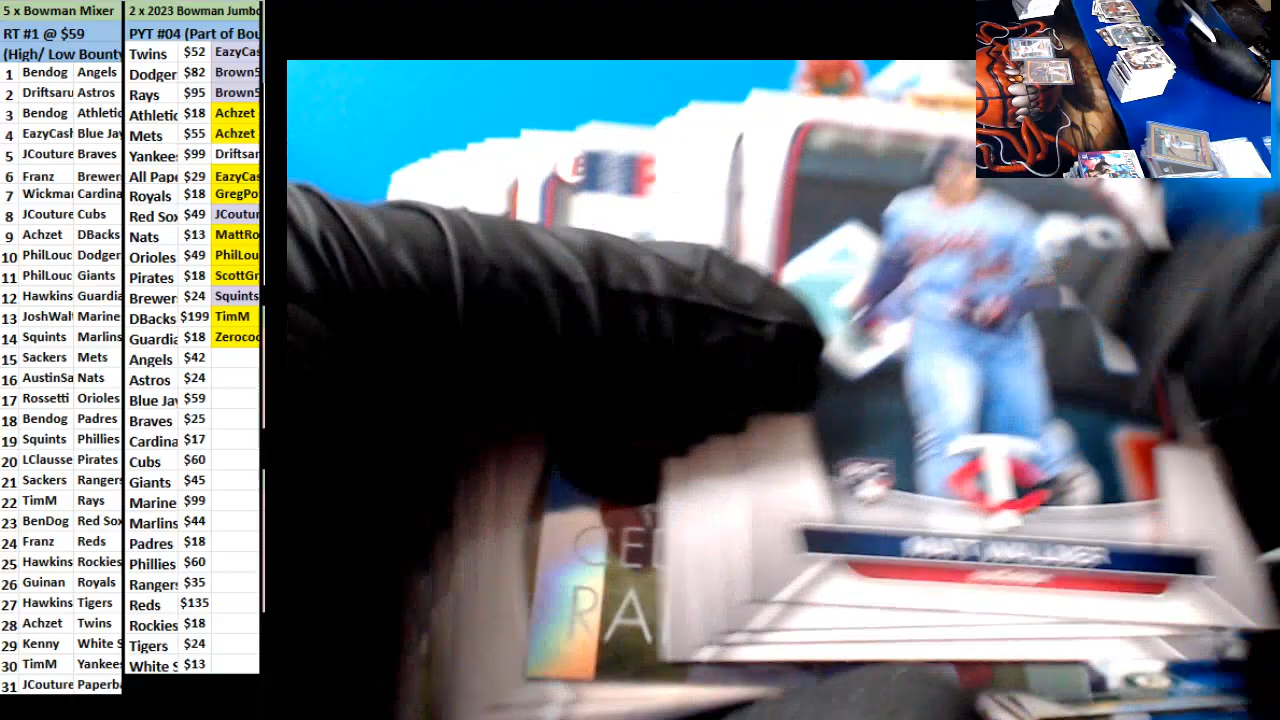 5 x Bowman Mixer
RT #1 @ $59
(High/ Low Bounty
1 Bendog Angels
2 Driftsaru Astros
3 Bendog Athletic
4 EazyCash Blue Jay
5 JCouture Braves
6 Franz Brewer
7 Wickma Cardina
8 JCouture Cubs
9 Achzet DBacks
10 PhilLouc Dodger
11 PhilLouc Giants
12 Hawkins Guardia
13 JoshWal Marine
14 Squints Marlins
15 Sackers Mets
16 AustinSa Nats
17 Rossetti Orioles
18 Bendog Padres
19 Squints Phillies
20 LClausse Pirates
21 Sackers Rangers
22 TimM Rays
23 BenDog Red Sox
24 Franz Reds
25 Hawkins Rockies
26 Guinan Royals
27 Hawkins Tigers
28 Achzet Twins
29 Kenny White S
30 TimM Yankee
31 JCouture Paperba
2 x 2023 Bowman Jumbo
PYT #04 (Part of Bou
Twins $52 EazyCas
Dodger $82 Brown5
Rays $95 Brown5
Athletic $18 Achzet
Mets $55 Achzet
Yankee $99 Driftsar
All Pape $29 EazyCas
Royals $18 GregPo
Red Sox $49 JCoutur
Nats $13 MattRo
Orioles $49 PhilLou
Pirates $18 ScottGr
Brewer $24 Squints
DBacks $199 TimM
Guardia $18 Zerocoo
Angels $42
Astros $24
Blue Jay $59
Braves $25
Cardina $17
Cubs $60
Giants $45
Marine $99
Marlins $44
Padres $18
Phillies $60
Ranger $35
Reds $135
Rockies $18
Tigers $24
White S $13
RA